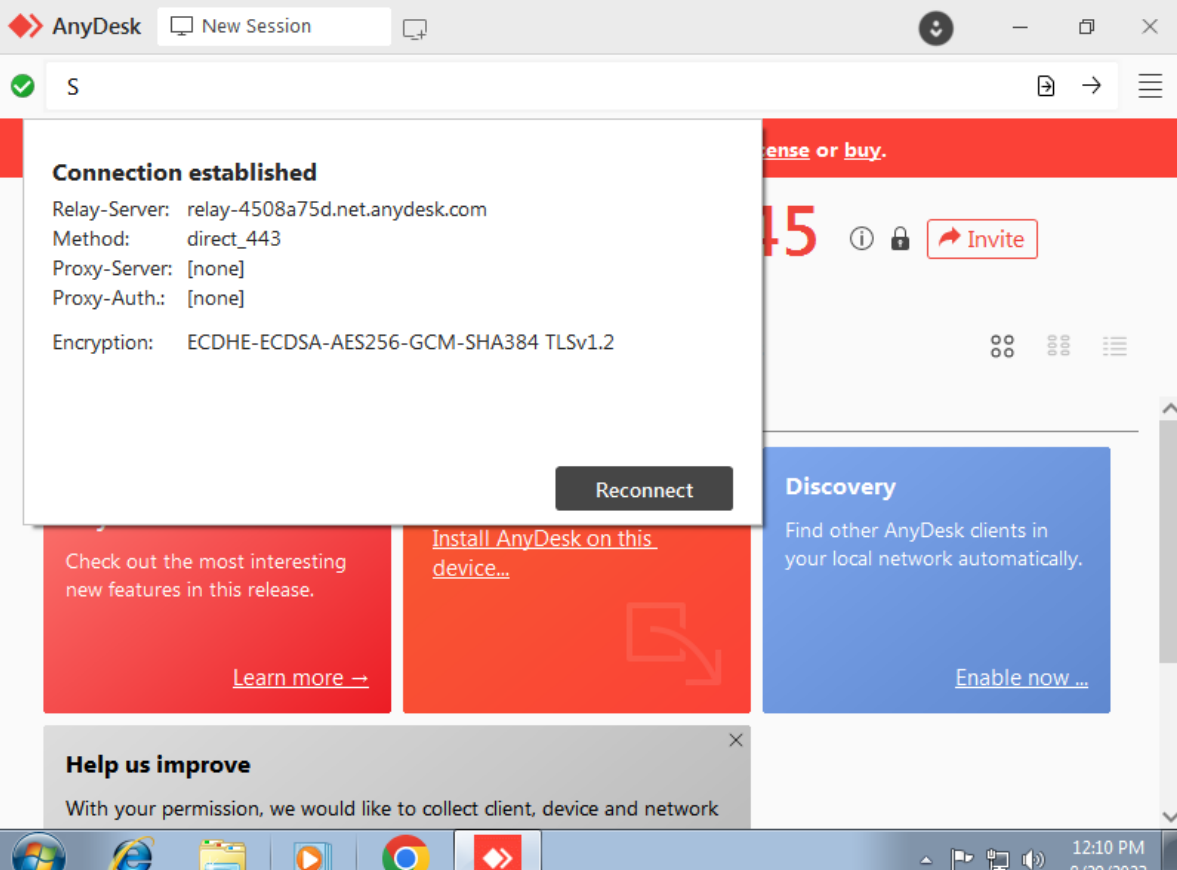 AnyDesk
New Session
S
ense or buy.
Connection established
Relay-Server: relay-4508a75d.net.anydesk.com
Method: direct_443
Proxy-Server: [none]
Proxy-Auth.: [none]
Encryption: ECDHE-ECDSA-AES256-GCM-SHA384 TLSv1.2
Reconnect
45
Invite
Check out the most interesting
new features in this release.
Learn more →
Install AnyDesk on this
device...
Discovery
Find other AnyDesk clients in
your local network automatically.
Enable now ...
Help us improve
With your permission, we would like to collect client, device and network
12:10 PM